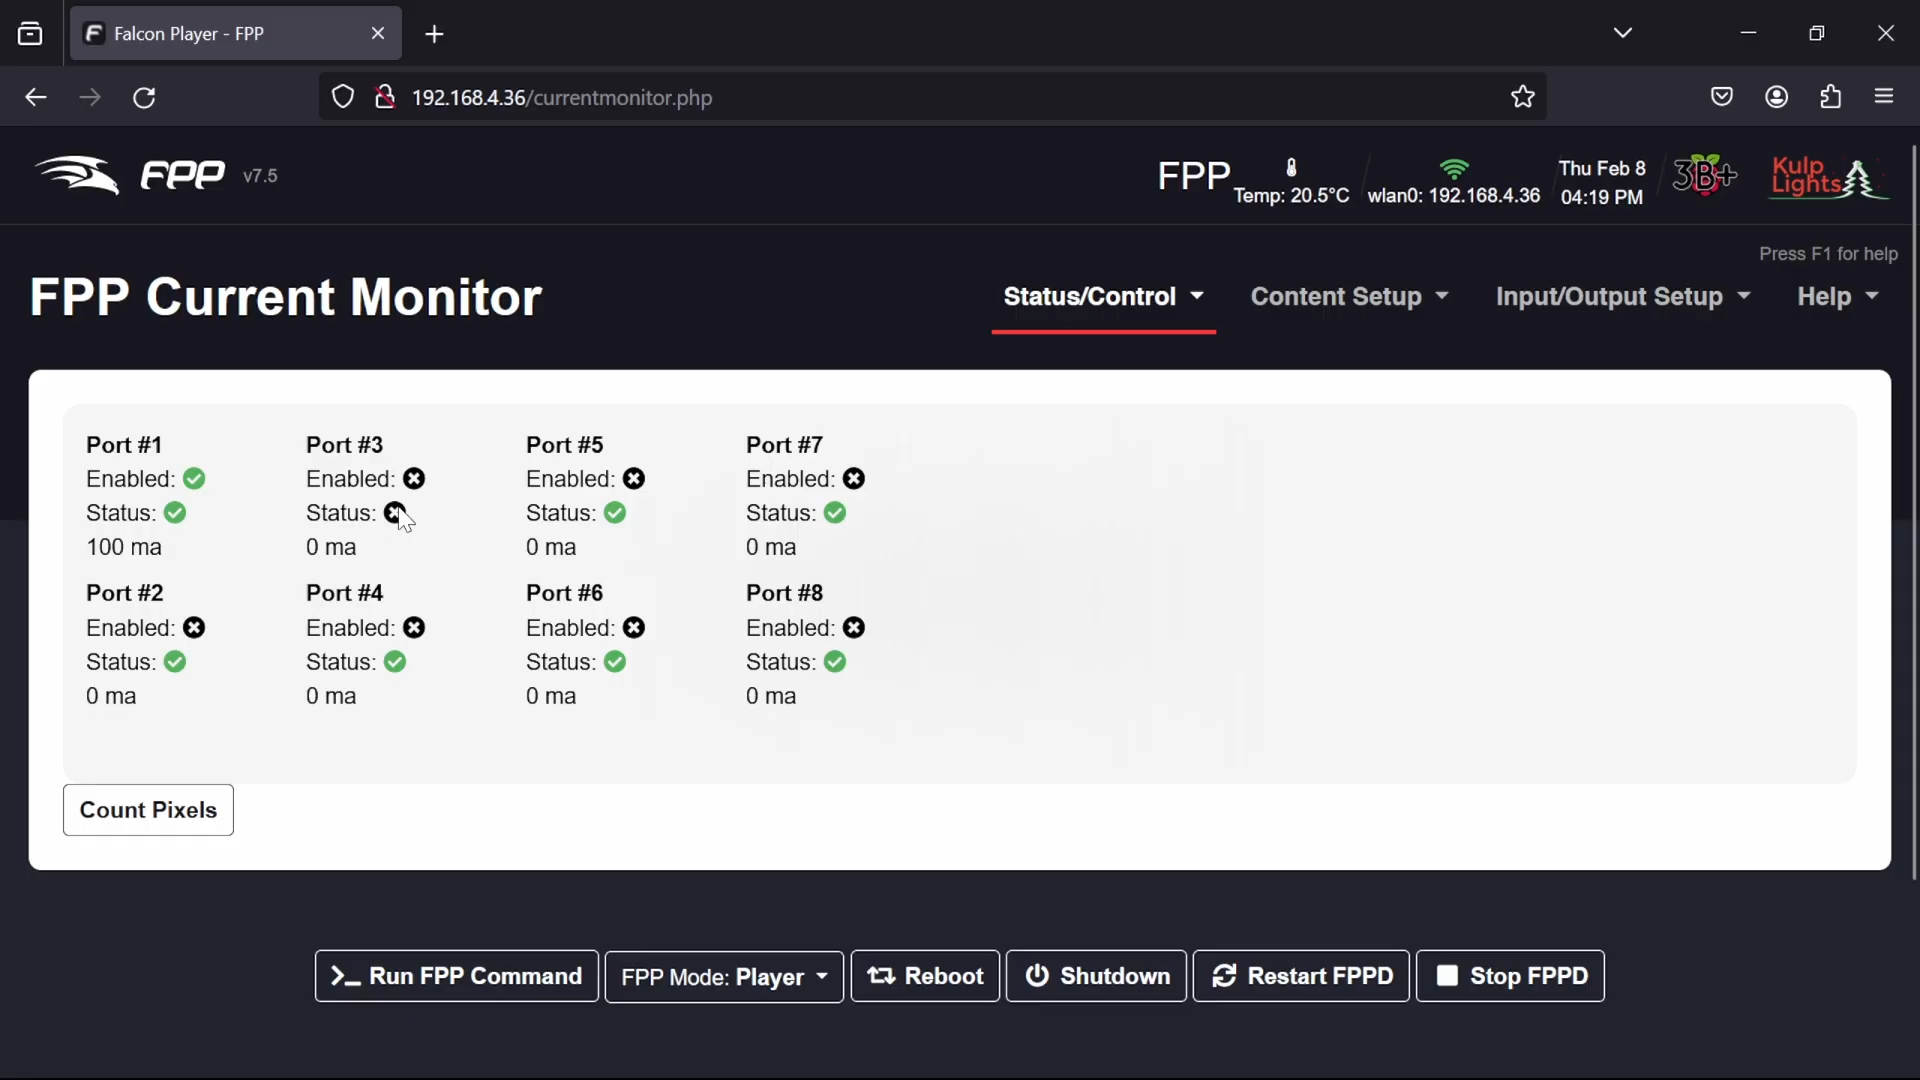 Falcon Player - FPP
192.168.4.36/currentmonitor.php
FPP v7.5
FPP
Temp: 20.5°C
wlan0: 192.168.4.36
Thu Feb 8
04:19 PM
3B+
Kulp
Lights
Press F1 for help
FPP Current Monitor
Status/Control
Content Setup
Input/Output Setup
Help
Port #1
Enabled:
Status:
100 ma
Port #3
Enabled:
Status:
0 ma
Port #5
Enabled:
Status:
0 ma
Port #7
Enabled:
Status:
0 ma
Port #2
Enabled:
Status:
0 ma
Port #4
Enabled:
Status:
0 ma
Port #6
Enabled:
Status:
0 ma
Port #8
Enabled:
Status:
0 ma
Count Pixels
Run FPP Command
FPP Mode: Player
Reboot
Shutdown
Restart FPPD
Stop FPPD